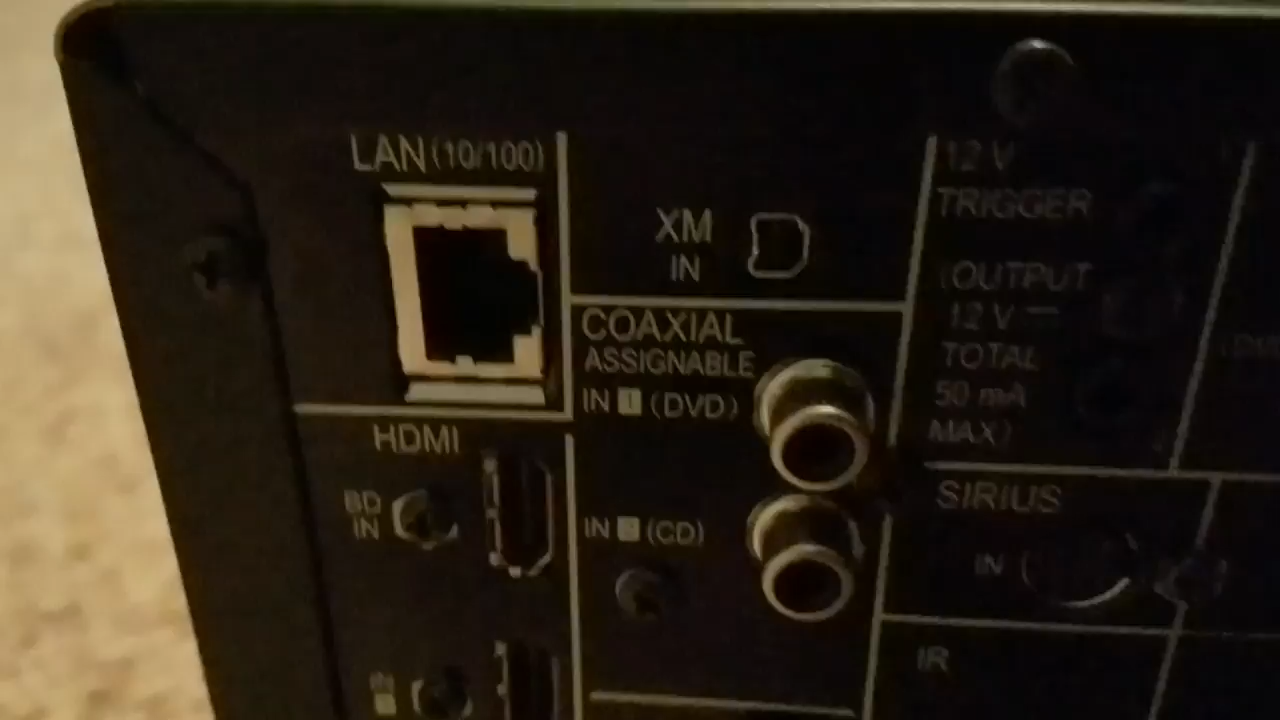 LAN (10/100)
XM
IN
12 V
TRIGGER
(OUTPUT
12 V
TOTAL
50 mA
MAX)
COAXIAL
ASSIGNABLE
IN 1 (DVD)
IN (CD)
HDMI
BD
IN
IN
SIRIUS
IN
IR